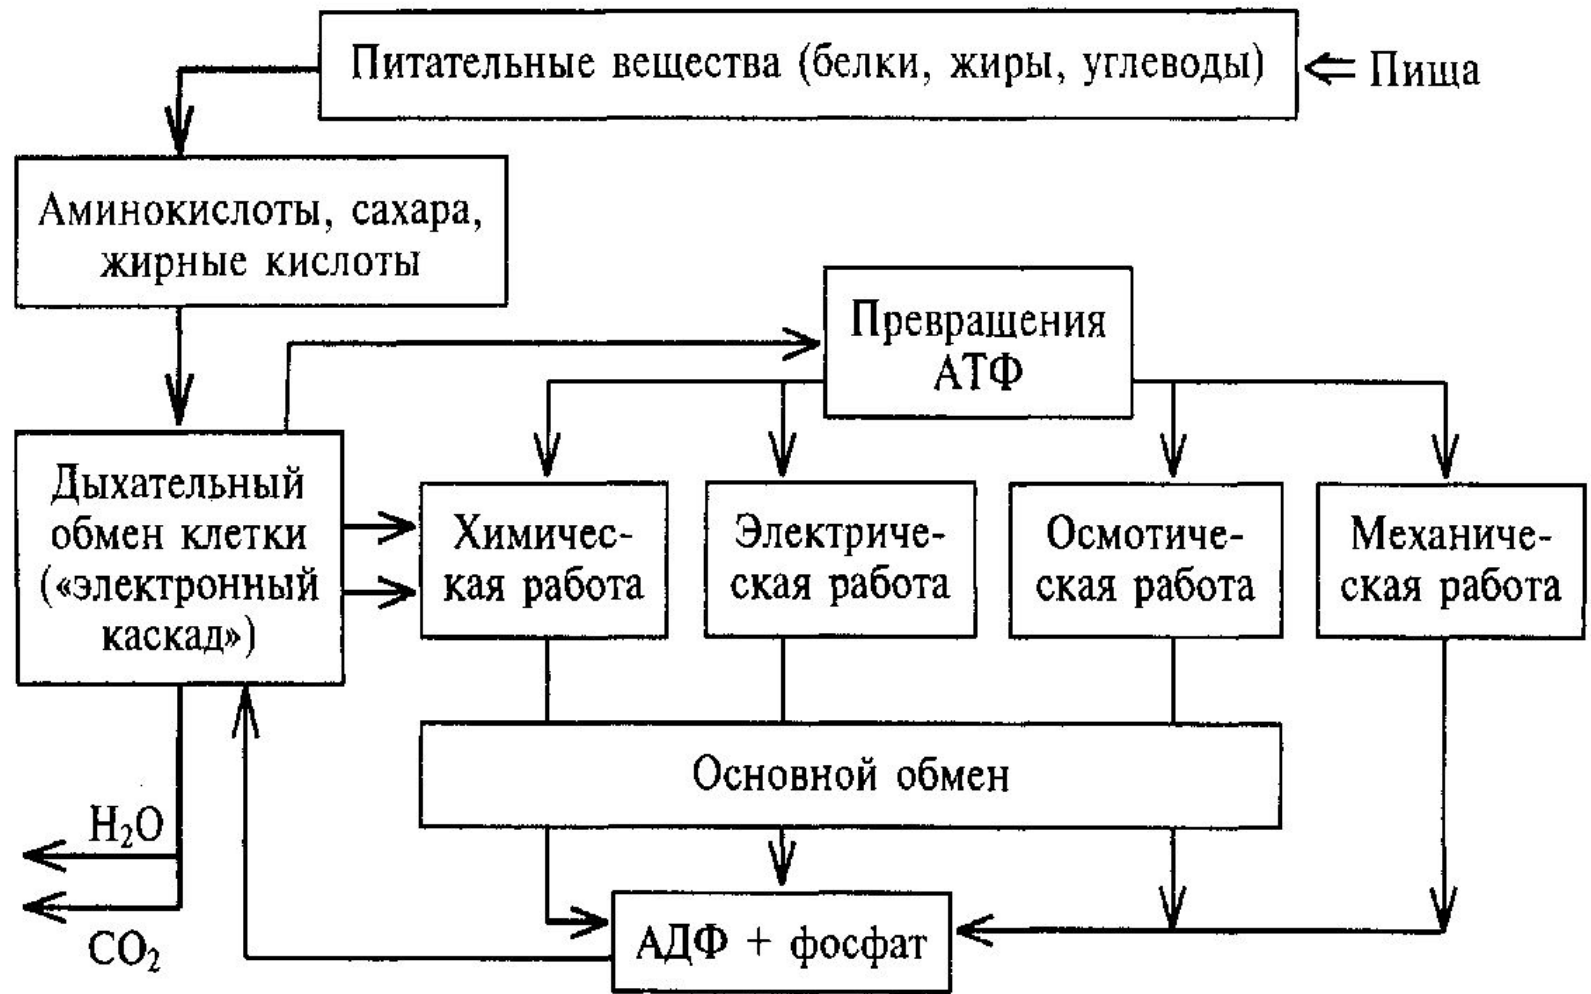 Питательные вещества (белки, жиры, углеводы)
Пища
Аминокислоты, сахара,
жирные кислоты
Превращения
АТФ
Дыхательный
обмен клетки
(«электронный
каскад»)
Химичес-
кая работа
Электриче-
ская работа
Осмотиче-
ская работа
Механиче-
ская работа
Основной обмен
H₂O
CO₂
АДФ + фосфат